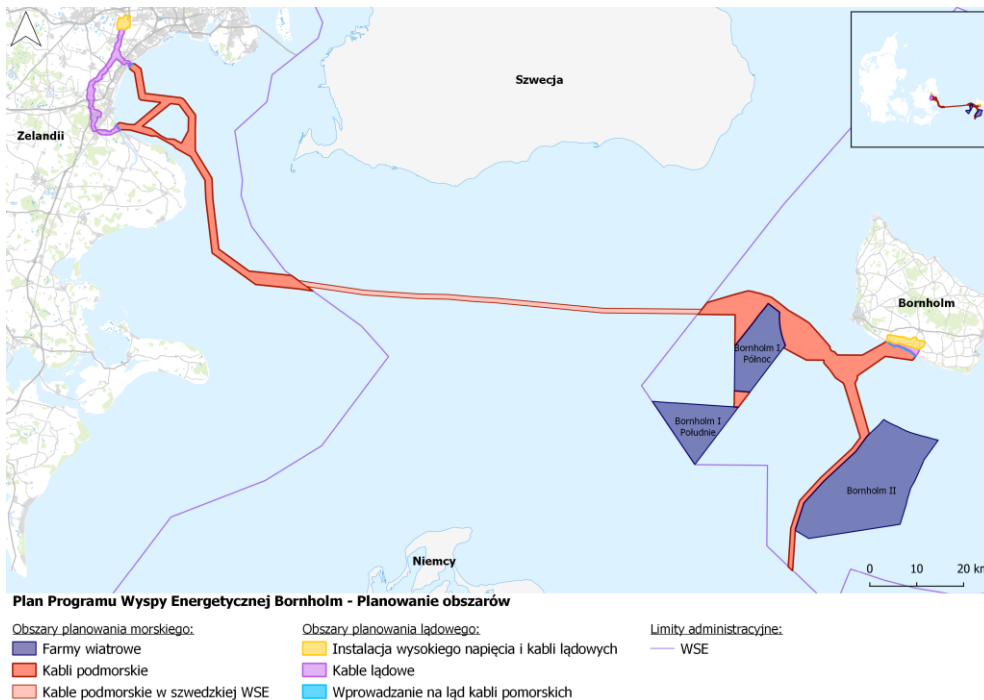 Szwecja
Zelandii
Bornholm
Bornholm I
Północ
Bornholm I
Południe
Bornholm II
Niemcy
0 10 20 km
Plan Programu Wyspy Energetycznej Bornholm - Planowanie obszarów
Obszary planowania morskiego:
Farmy wiatrowe
Kabli podmorskie
Kable podmorskie w szwedzkiej WSE
Obszary planowania lądowego:
Instalacja wysokiego napięcia i kabli lądowych
Kable lądowe
Wprowadzanie na ląd kabli pomorskich
Limity administracyjne:
WSE